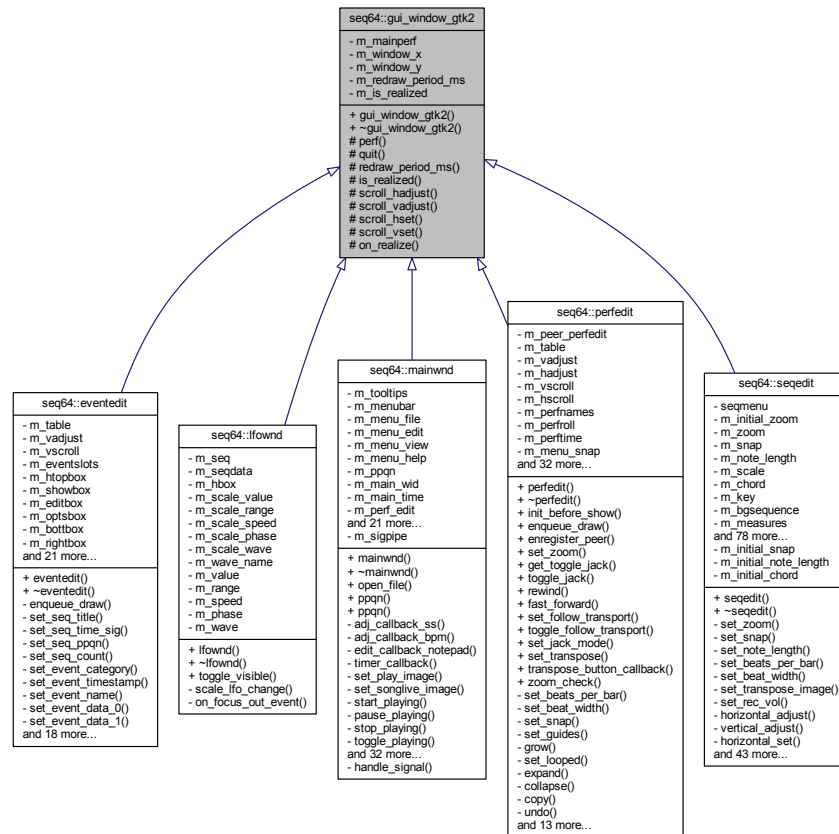 seq64::gui_window_gtk2
- m_mainperf
- m_window_x
- m_window_y
- m_redraw_period_ms
- m_is_realized
+ gui_window_gtk2()
+ ~gui_window_gtk2()
# perf()
# quit()
# redraw_period_ms()
# is_realized()
# scroll_hadjust()
# scroll_vadjust()
# scroll_hset()
# scroll_vset()
# on_realize()
seq64::eventedit
- m_table
- m_vadjust
- m_vscroll
- m_eventslots
- m_htopbox
- m_showbox
- m_editbox
- m_optsbox
- m_bottbox
- m_rightbox
and 21 more...
+ eventedit()
+ ~eventedit()
- enqueue_draw()
- set_seq_title()
- set_seq_time_sig()
- set_seq_ppqn()
- set_seq_count()
- set_event_category()
- set_event_timestamp()
- set_event_name()
- set_event_data_0()
- set_event_data_1()
and 18 more...
seq64::lfownd
- m_seq
- m_seqdata
- m_hbox
- m_scale_value
- m_scale_range
- m_scale_speed
- m_scale_phase
- m_scale_wave
- m_wave_name
- m_value
- m_range
- m_speed
- m_phase
- m_wave
+ lfownd()
+ ~lfownd()
+ toggle_visible()
- scale_lfo_change()
- on_focus_out_event()
seq64::mainwnd
- m_tooltips
- m_menubar
- m_menu_file
- m_menu_edit
- m_menu_view
- m_menu_help
- m_ppqn
- m_main_wid
- m_main_time
- m_perf_edit
and 21 more...
- m_sigpipe
+ mainwnd()
+ ~mainwnd()
+ open_file()
+ ppqn()
+ ppqn()
- adj_callback_ss()
- adj_callback_bpm()
- edit_callback_notepad()
- timer_callback()
- set_play_image()
- set_songlive_image()
- start_playing()
- pause_playing()
- stop_playing()
- toggle_playing()
and 32 more...
- handle_signal()
seq64::perfedit
- m_peer_perfedit
- m_table
- m_vadjust
- m_hadjust
- m_vscroll
- m_hscroll
- m_perfnames
- m_perfroll
- m_perftime
- m_menu_snap
and 32 more...
+ perfedit()
+ ~perfedit()
+ init_before_show()
+ enqueue_draw()
+ enregister_peer()
+ set_zoom()
+ get_toggle_jack()
+ toggle_jack()
+ rewind()
+ fast_forward()
+ set_follow_transport()
+ toggle_follow_transport()
+ set_jack_mode()
+ set_transpose()
+ transpose_button_callback()
+ zoom_check()
- set_beats_per_bar()
- set_beat_width()
- set_snap()
- set_guides()
- grow()
- set_looped()
- expand()
- collapse()
- copy()
- undo()
and 13 more...
seq64::seqedit
- seqmenu
- m_initial_zoom
- m_zoom
- m_snap
- m_note_length
- m_scale
- m_chord
- m_key
- m_bgsequence
- m_measures
and 78 more...
- m_initial_snap
- m_initial_note_length
- m_initial_chord
+ seqedit()
+ ~seqedit()
- set_zoom()
- set_snap()
- set_note_length()
- set_beats_per_bar()
- set_beat_width()
- set_transpose_image()
- set_rec_vol()
- horizontal_adjust()
- vertical_adjust()
- horizontal_set()
and 43 more...